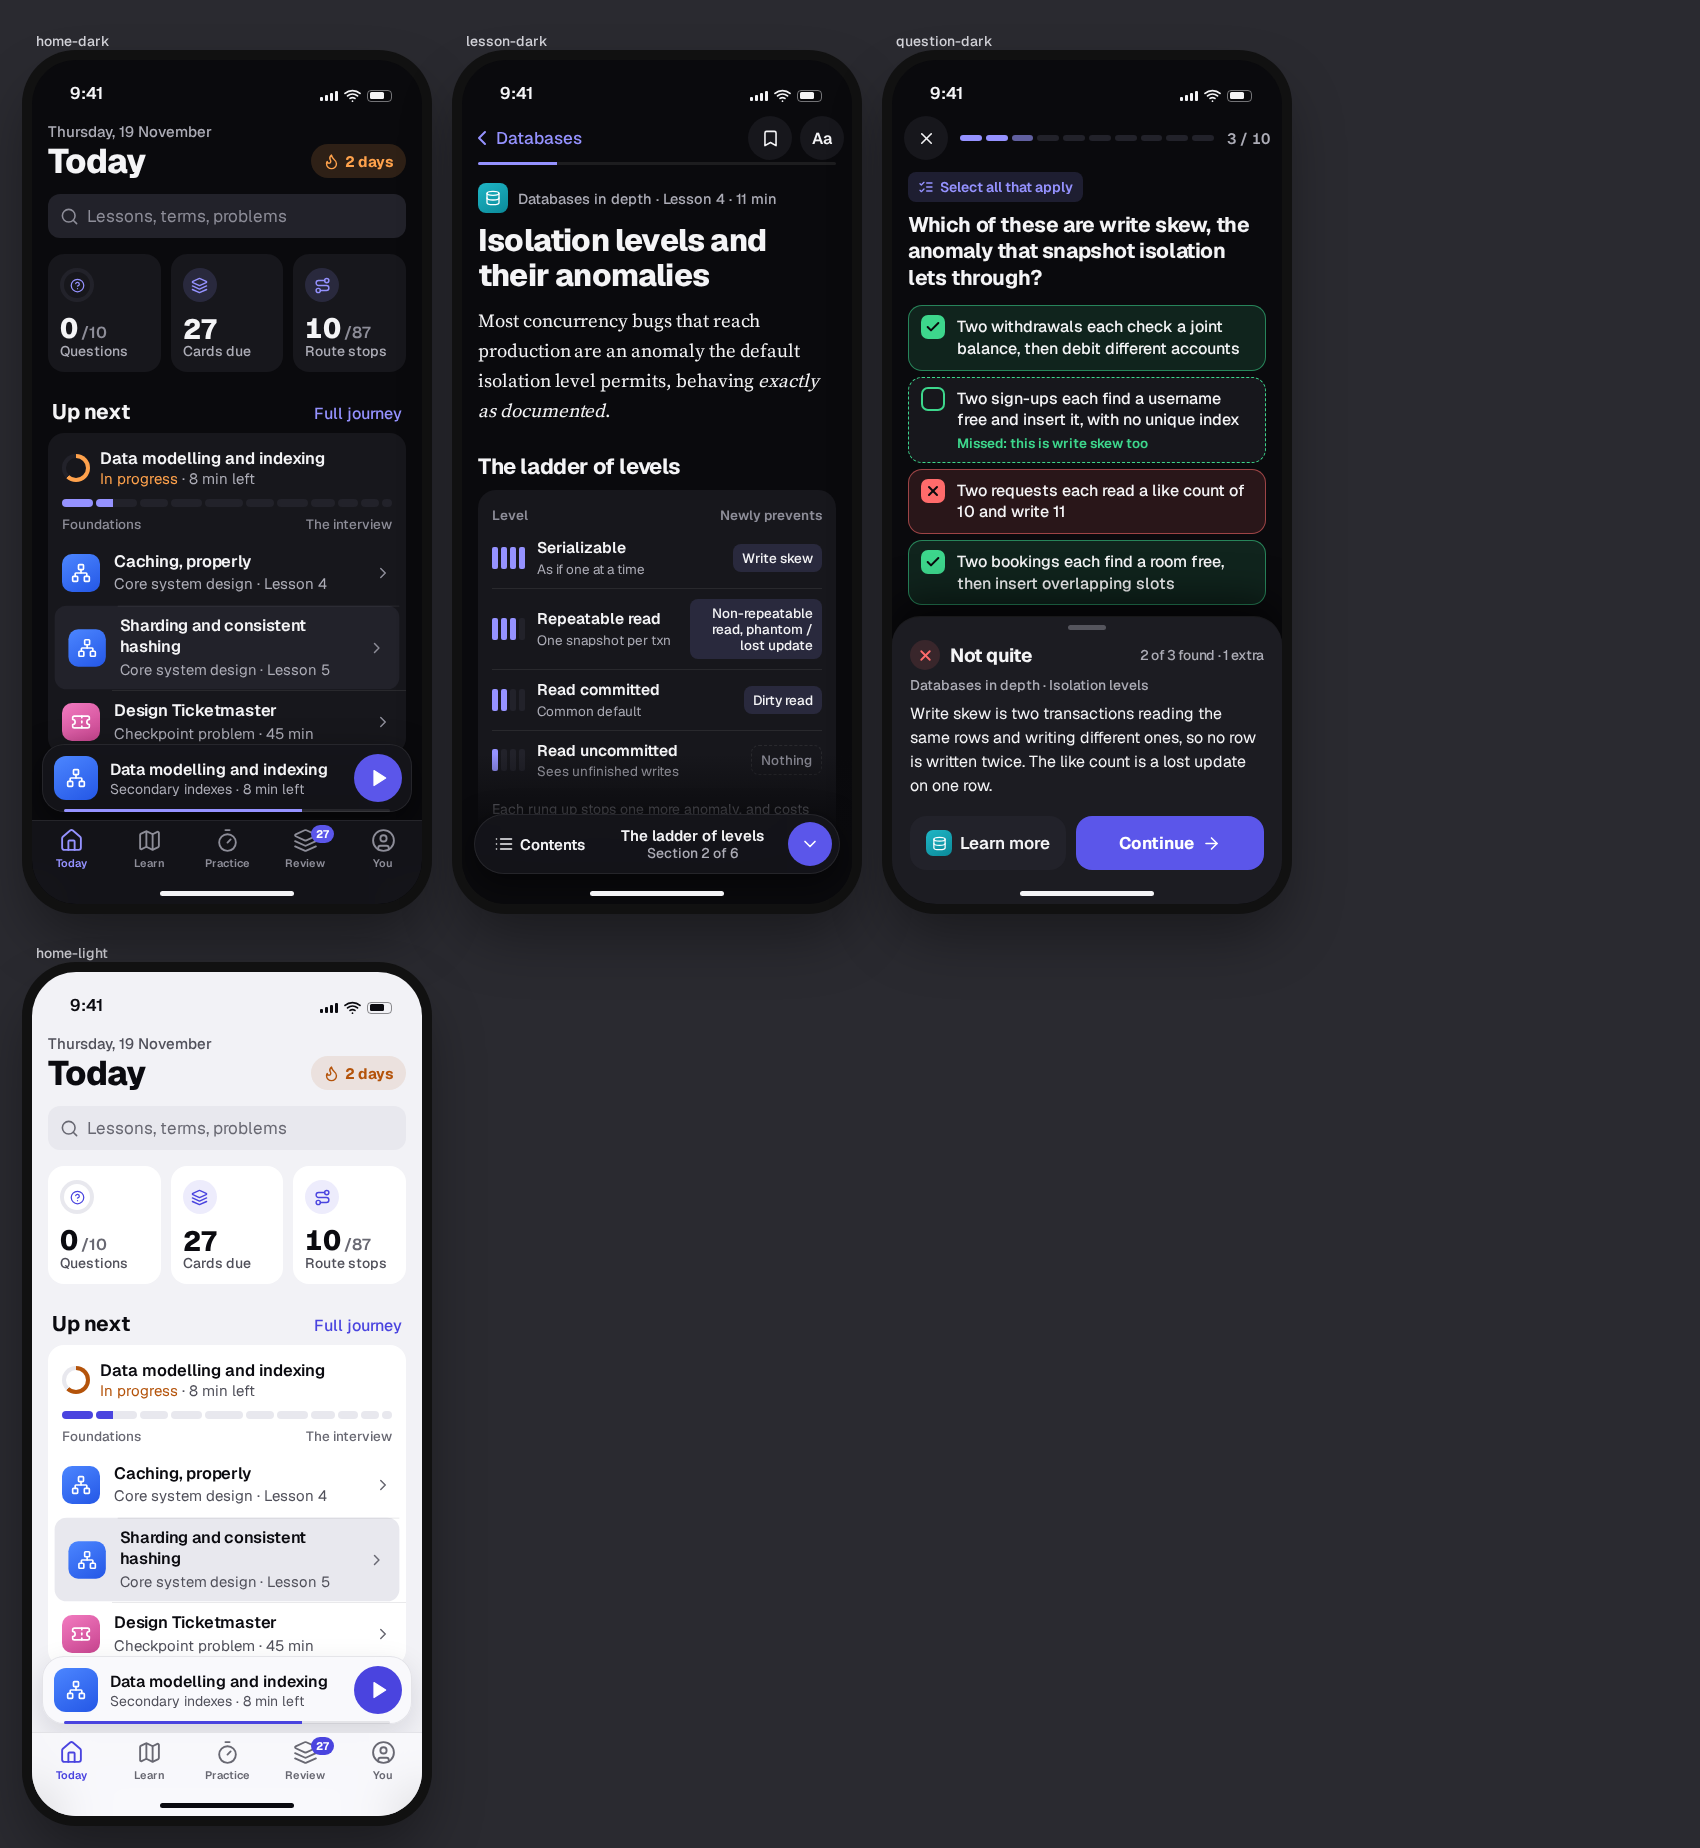 home-dark
9:41
Thursday, 19 November
Today
2 days
Lessons, terms, problems
0 /10
Questions
27
Cards due
10 /87
Route stops
Up next
Full journey
Data modelling and indexing
In progress · 8 min left
Foundations
The interview
Caching, properly
Core system design · Lesson 4
Sharding and consistent
hashing
Core system design · Lesson 5
Design Ticketmaster
Checkpoint problem · 45 min
Data modelling and indexing
Secondary indexes · 8 min left
27
Today
Learn
Practice
Review
You
lesson-dark
9:41
Databases
Aa
Databases in depth · Lesson 4 · 11 min
Isolation levels and
their anomalies
Most concurrency bugs that reach
production are an anomaly the default
isolation level permits, behaving exactly
as documented.
The ladder of levels
Level
Newly prevents
Serializable
As if one at a time
Write skew
Repeatable read
One snapshot per txn
Non-repeatable
read, phantom /
lost update
Read committed
Common default
Dirty read
Read uncommitted
Sees unfinished writes
Nothing
Each rung up stops one more anomaly, and costs
Contents
The ladder of levels
Section 2 of 6
question-dark
9:41
3 / 10
Select all that apply
Which of these are write skew, the
anomaly that snapshot isolation
lets through?
Two withdrawals each check a joint
balance, then debit different accounts
Two sign-ups each find a username
free and insert it, with no unique index
Missed: this is write skew too
Two requests each read a like count of
10 and write 11
Two bookings each find a room free,
then insert overlapping slots
Not quite
2 of 3 found · 1 extra
Databases in depth · Isolation levels
Write skew is two transactions reading the
same rows and writing different ones, so no row
is written twice. The like count is a lost update
on one row.
Learn more
Continue
home-light
9:41
Thursday, 19 November
Today
2 days
Lessons, terms, problems
0 /10
Questions
27
Cards due
10 /87
Route stops
Up next
Full journey
Data modelling and indexing
In progress · 8 min left
Foundations
The interview
Caching, properly
Core system design · Lesson 4
Sharding and consistent
hashing
Core system design · Lesson 5
Design Ticketmaster
Checkpoint problem · 45 min
Data modelling and indexing
Secondary indexes · 8 min left
27
Today
Learn
Practice
Review
You